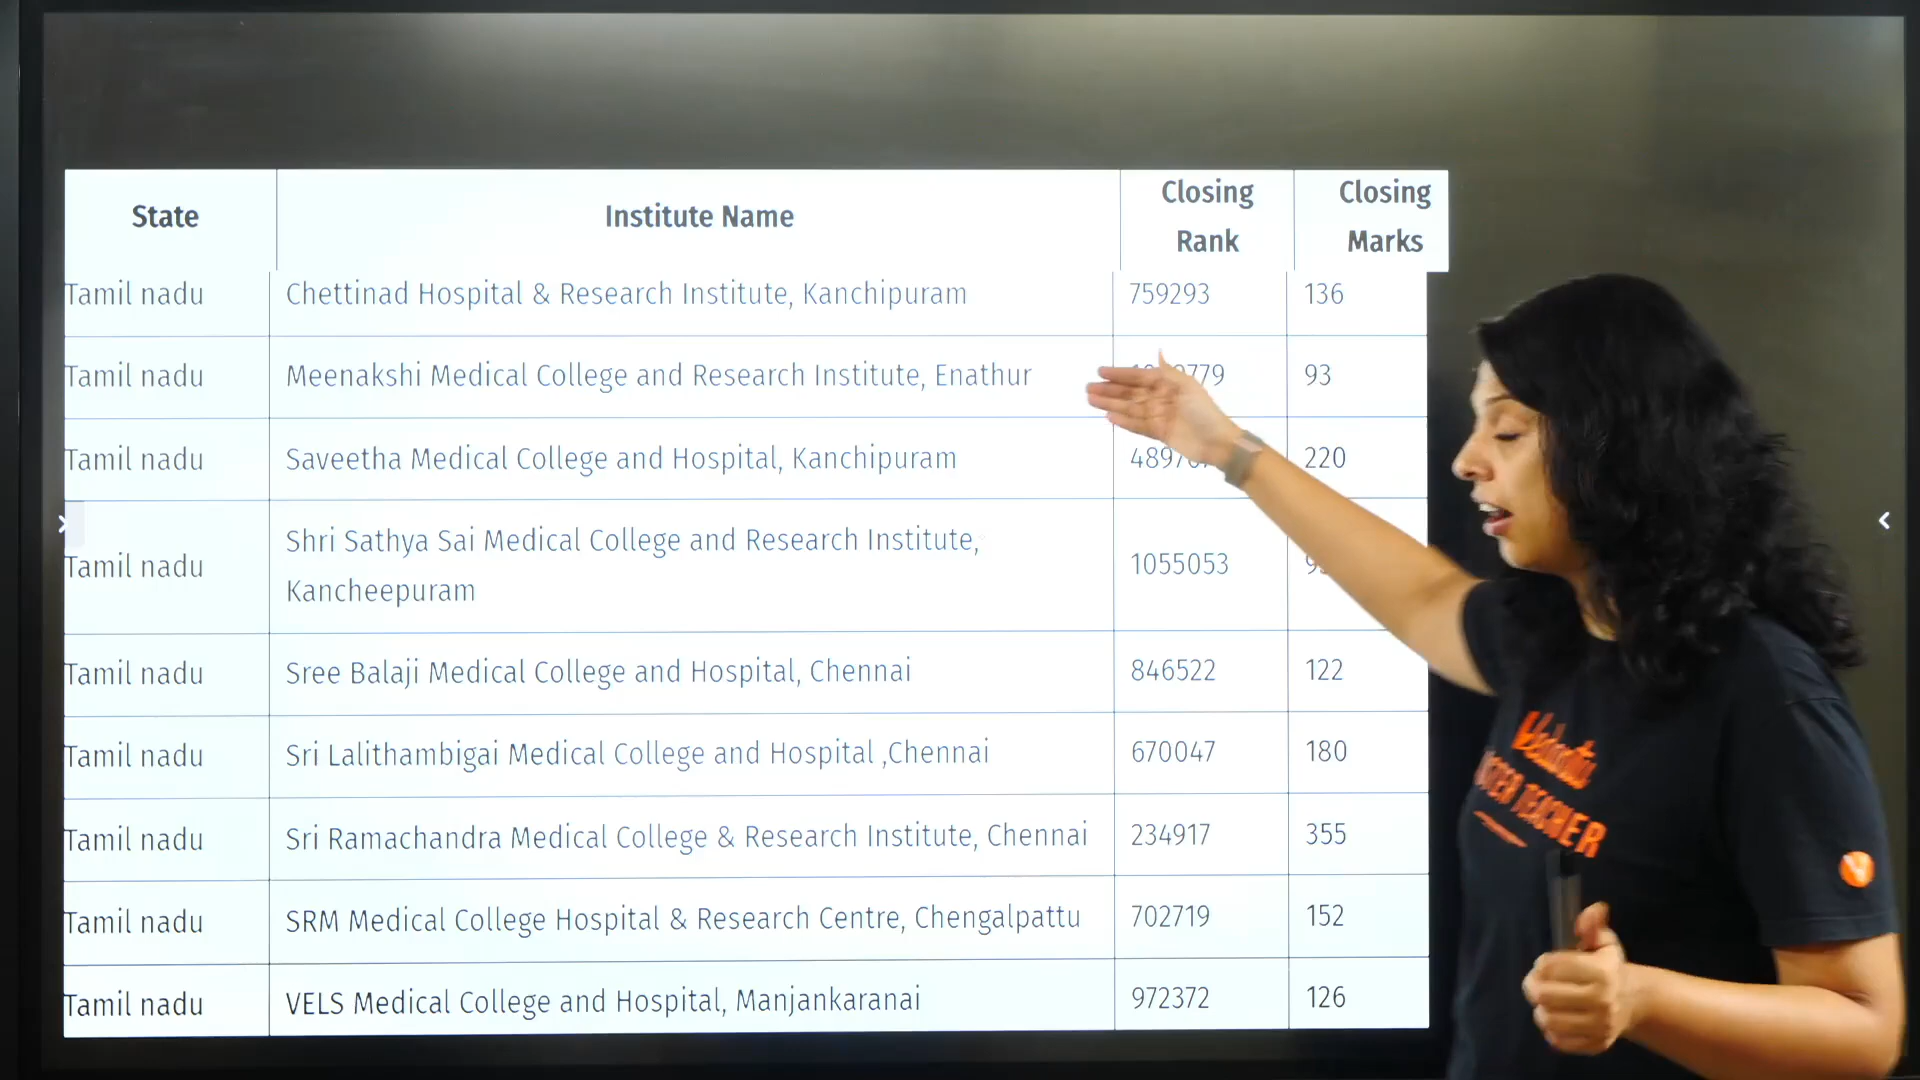 State Institute Name Closing Rank Closing Marks
Tamil nadu Chettinad Hospital & Research Institute, Kanchipuram 759293 136
Tamil nadu Meenakshi Medical College and Research Institute, Enathur 93
Tamil nadu Saveetha Medical College and Hospital, Kanchipuram 220
Tamil nadu Shri Sathya Sai Medical College and Research Institute,
Kancheepuram 1055053
Tamil nadu Sree Balaji Medical College and Hospital, Chennai 846522 122
Tamil nadu Sri Lalithambigai Medical College and Hospital ,Chennai 670047 180
Tamil nadu Sri Ramachandra Medical College & Research Institute, Chennai 234917 355
Tamil nadu SRM Medical College Hospital & Research Centre, Chengalpattu 702719 152
Tamil nadu VELS Medical College and Hospital, Manjankaranai 972372 126
TEACHER